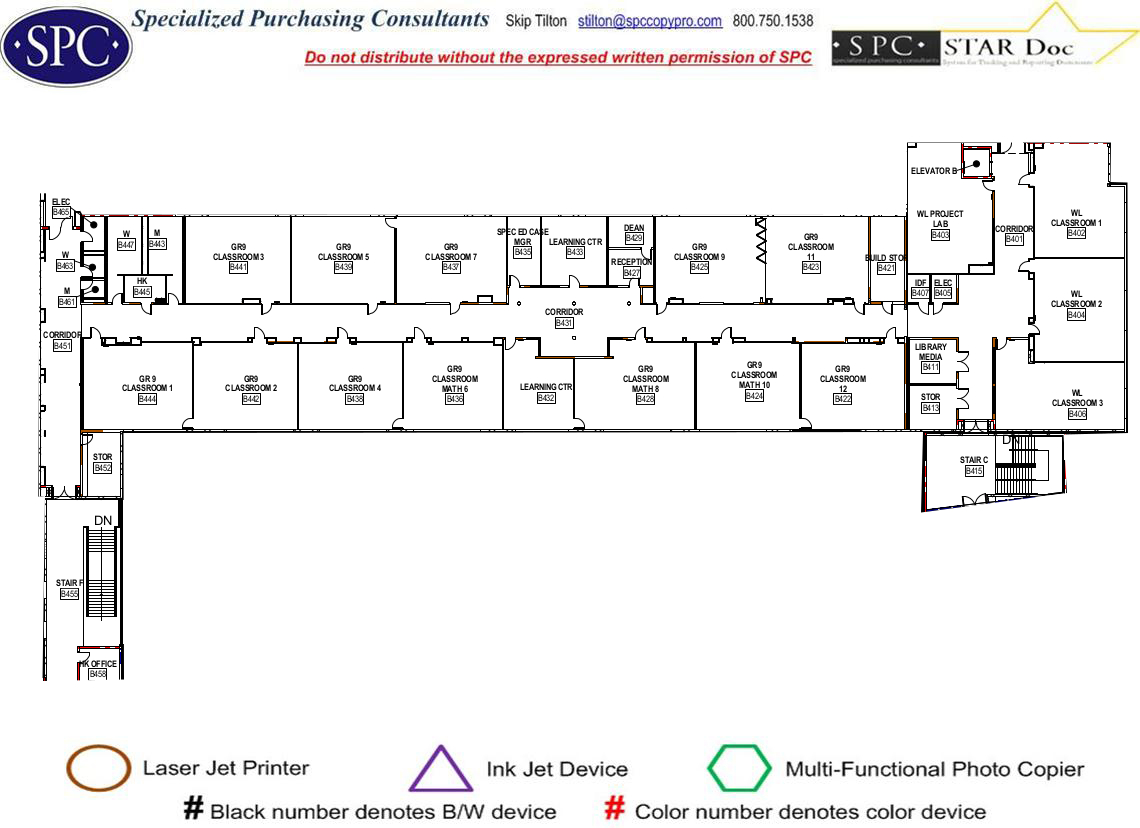 SPC
Specialized Purchasing Consultants Skip Tilton stilton@spccopypro.com 800.750.1538
Do not distribute without the expressed written permission of SPC
SPC STAR Doc
specialized purchasing consultants System for Tracking and Reporting Documents
ELEC
B465
W
B463
M
B461
CORRIDOR
B451
W
B447
M
B443
HK
B445
GR9
CLASSROOM3
B441
GR9
CLASSROOM 5
B439
GR9
CLASSROOM 7
B437
SPEC ED CASE
MGR
B435
LEARNING CTR
B433
DEAN
B429
RECEPTION
B427
GR9
CLASSROOM 9
B425
GR9
CLASSROOM
11
B423
BUILD STOR
B421
ELEVATOR B
WL PROJECT
LAB
B403
CORRIDOR
B401
WL
CLASSROOM 1
B402
IDF
B407
ELEC
B405
WL
CLASSROOM 2
B404
CORRIDOR
B431
GR 9
CLASSROOM 1
B444
GR9
CLASSROOM 2
B442
GR9
CLASSROOM 4
B438
GR9
CLASSROOM
MATH 6
B436
LEARNING CTR
B432
GR9
CLASSROOM
MATH 8
B428
GR9
CLASSROOM
MATH 10
B424
GR9
CLASSROOM
12
B422
LIBRARY
MEDIA
B411
STOR
B413
WL
CLASSROOM 3
B406
STOR
B452
DN
STAIR C
B415
DN
STAIR F
B455
HK OFFICE
B458
Laser Jet Printer
Ink Jet Device
Multi-Functional Photo Copier
# Black number denotes B/W device
# Color number denotes color device